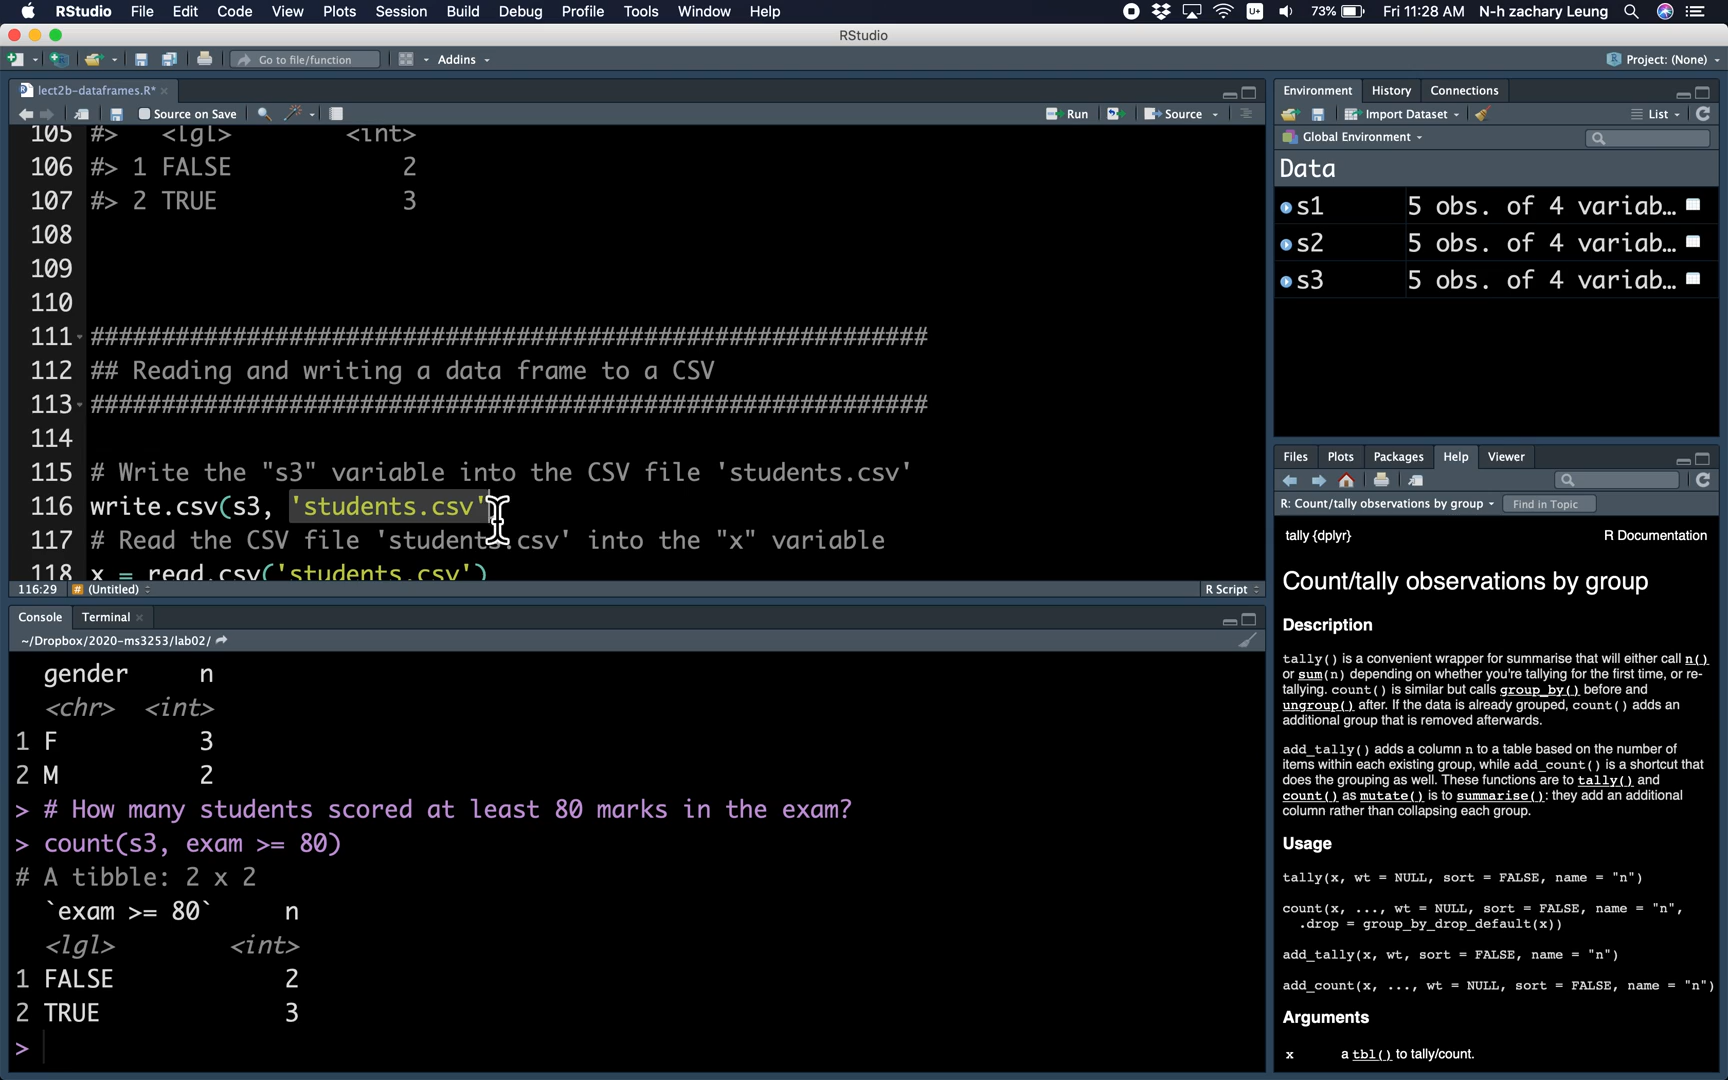 RStudio File Edit Code View Plots Session Build Debug Profile Tools Window Help 73% Fri 11:28 AM N-h zachary Leung
RStudio
Go to file/function Addins Project: (None)
lect2b-dataframes.R*
Source on Save Run Source
105 #> <lgl> <int>
106 #> 1 FALSE 2
107 #> 2 TRUE 3
108
109
110
111 ###########################################################
112 ## Reading and writing a data frame to a CSV
113 ###########################################################
114
115 # Write the "s3" variable into the CSV file 'students.csv'
116 write.csv(s3, 'students.csv'
117 # Read the CSV file 'students.csv' into the "x" variable
118 x = read.csv('students.csv')
116:29 # (Untitled) R Script
Console Terminal
~/Dropbox/2020-ms3253/lab02/
gender n
<chr> <int>
1 F 3
2 M 2
> # How many students scored at least 80 marks in the exam?
> count(s3, exam >= 80)
# A tibble: 2 x 2
`exam >= 80` n
<lgl> <int>
1 FALSE 2
2 TRUE 3
>
Environment History Connections
Import Dataset List
Global Environment
Data
s1 5 obs. of 4 variab…
s2 5 obs. of 4 variab…
s3 5 obs. of 4 variab…
Files Plots Packages Help Viewer
R: Count/tally observations by group Find in Topic
tally {dplyr} R Documentation
Count/tally observations by group
Description
tally() is a convenient wrapper for summarise that will either call n()
or sum(n) depending on whether you're tallying for the first time, or re-
tallying. count() is similar but calls group_by() before and
ungroup() after. If the data is already grouped, count() adds an
additional group that is removed afterwards.
add_tally() adds a column n to a table based on the number of
items within each existing group, while add_count() is a shortcut that
does the grouping as well. These functions are to tally() and
count() as mutate() is to summarise(): they add an additional
column rather than collapsing each group.
Usage
tally(x, wt = NULL, sort = FALSE, name = "n")
count(x, ..., wt = NULL, sort = FALSE, name = "n",
.drop = group_by_drop_default(x))
add_tally(x, wt, sort = FALSE, name = "n")
add_count(x, ..., wt = NULL, sort = FALSE, name = "n")
Arguments
x a tbl() to tally/count.